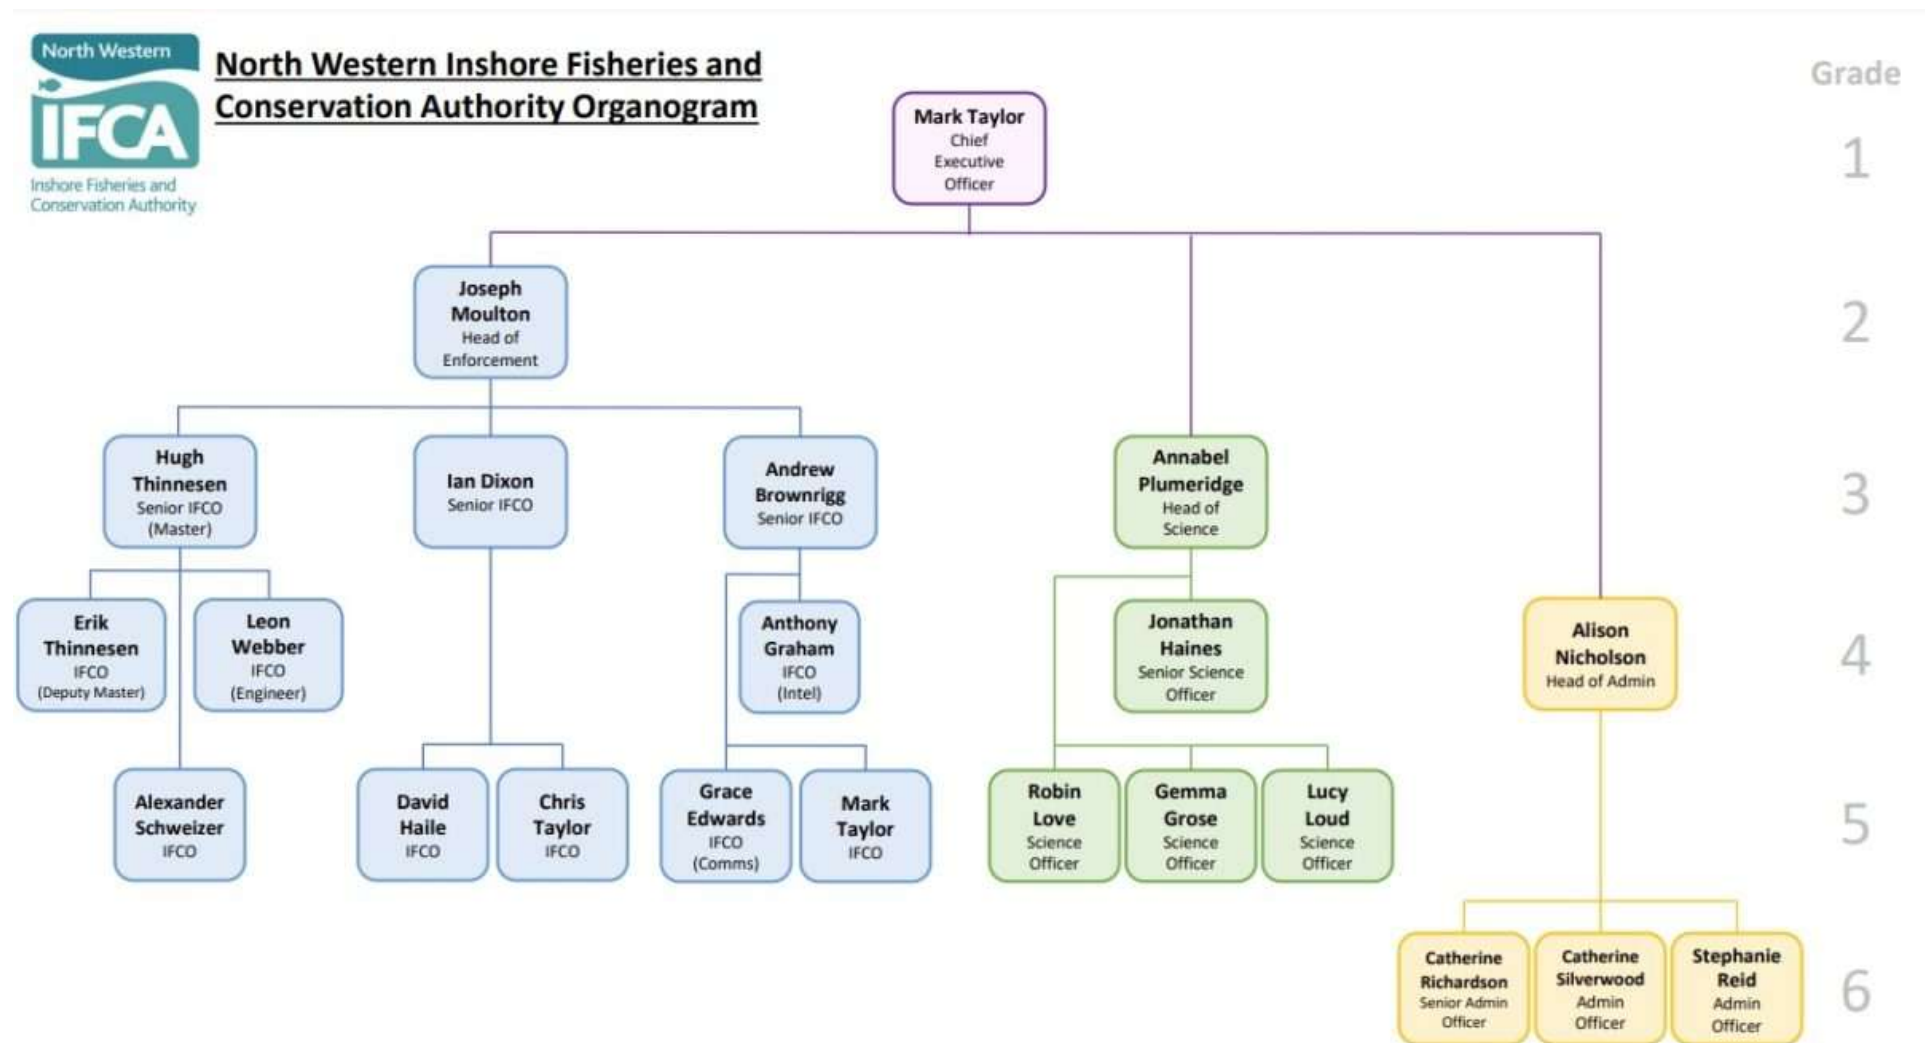 North Western
IFCA
Inshore Fisheries and
Conservation Authority
North Western Inshore Fisheries and
Conservation Authority Organogram
Grade
Mark Taylor
Chief
Executive
Officer
1
Joseph
Moulton
Head of
Enforcement
2
Hugh
Thinnesen
Senior IFCO
(Master)
Ian Dixon
Senior IFCO
Andrew
Brownrigg
Senior IFCO
Annabel
Plumeridge
Head of
Science
3
Erik
Thinnesen
IFCO
(Deputy Master)
Leon
Webber
IFCO
(Engineer)
Anthony
Graham
IFCO
(Intel)
Jonathan
Haines
Senior Science
Officer
Alison
Nicholson
Head of Admin
4
Alexander
Schweizer
IFCO
David
Haile
IFCO
Chris
Taylor
IFCO
Grace
Edwards
IFCO
(Comms)
Mark
Taylor
IFCO
Robin
Love
Science
Officer
Gemma
Grose
Science
Officer
Lucy
Loud
Science
Officer
5
Catherine
Richardson
Senior Admin
Officer
Catherine
Silverwood
Admin
Officer
Stephanie
Reid
Admin
Officer
6